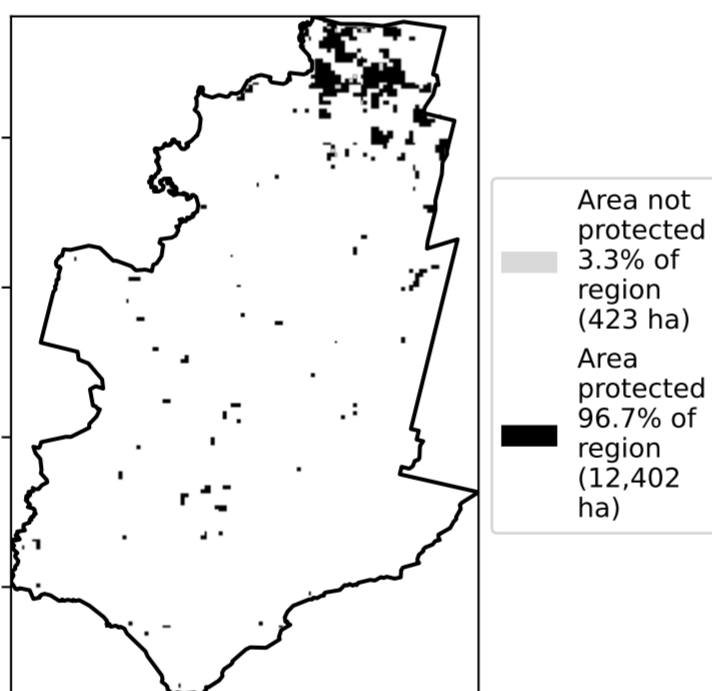 Area not
protected
3.3% of
region
(423 ha)
Area
protected
96.7% of
region
(12,402
ha)